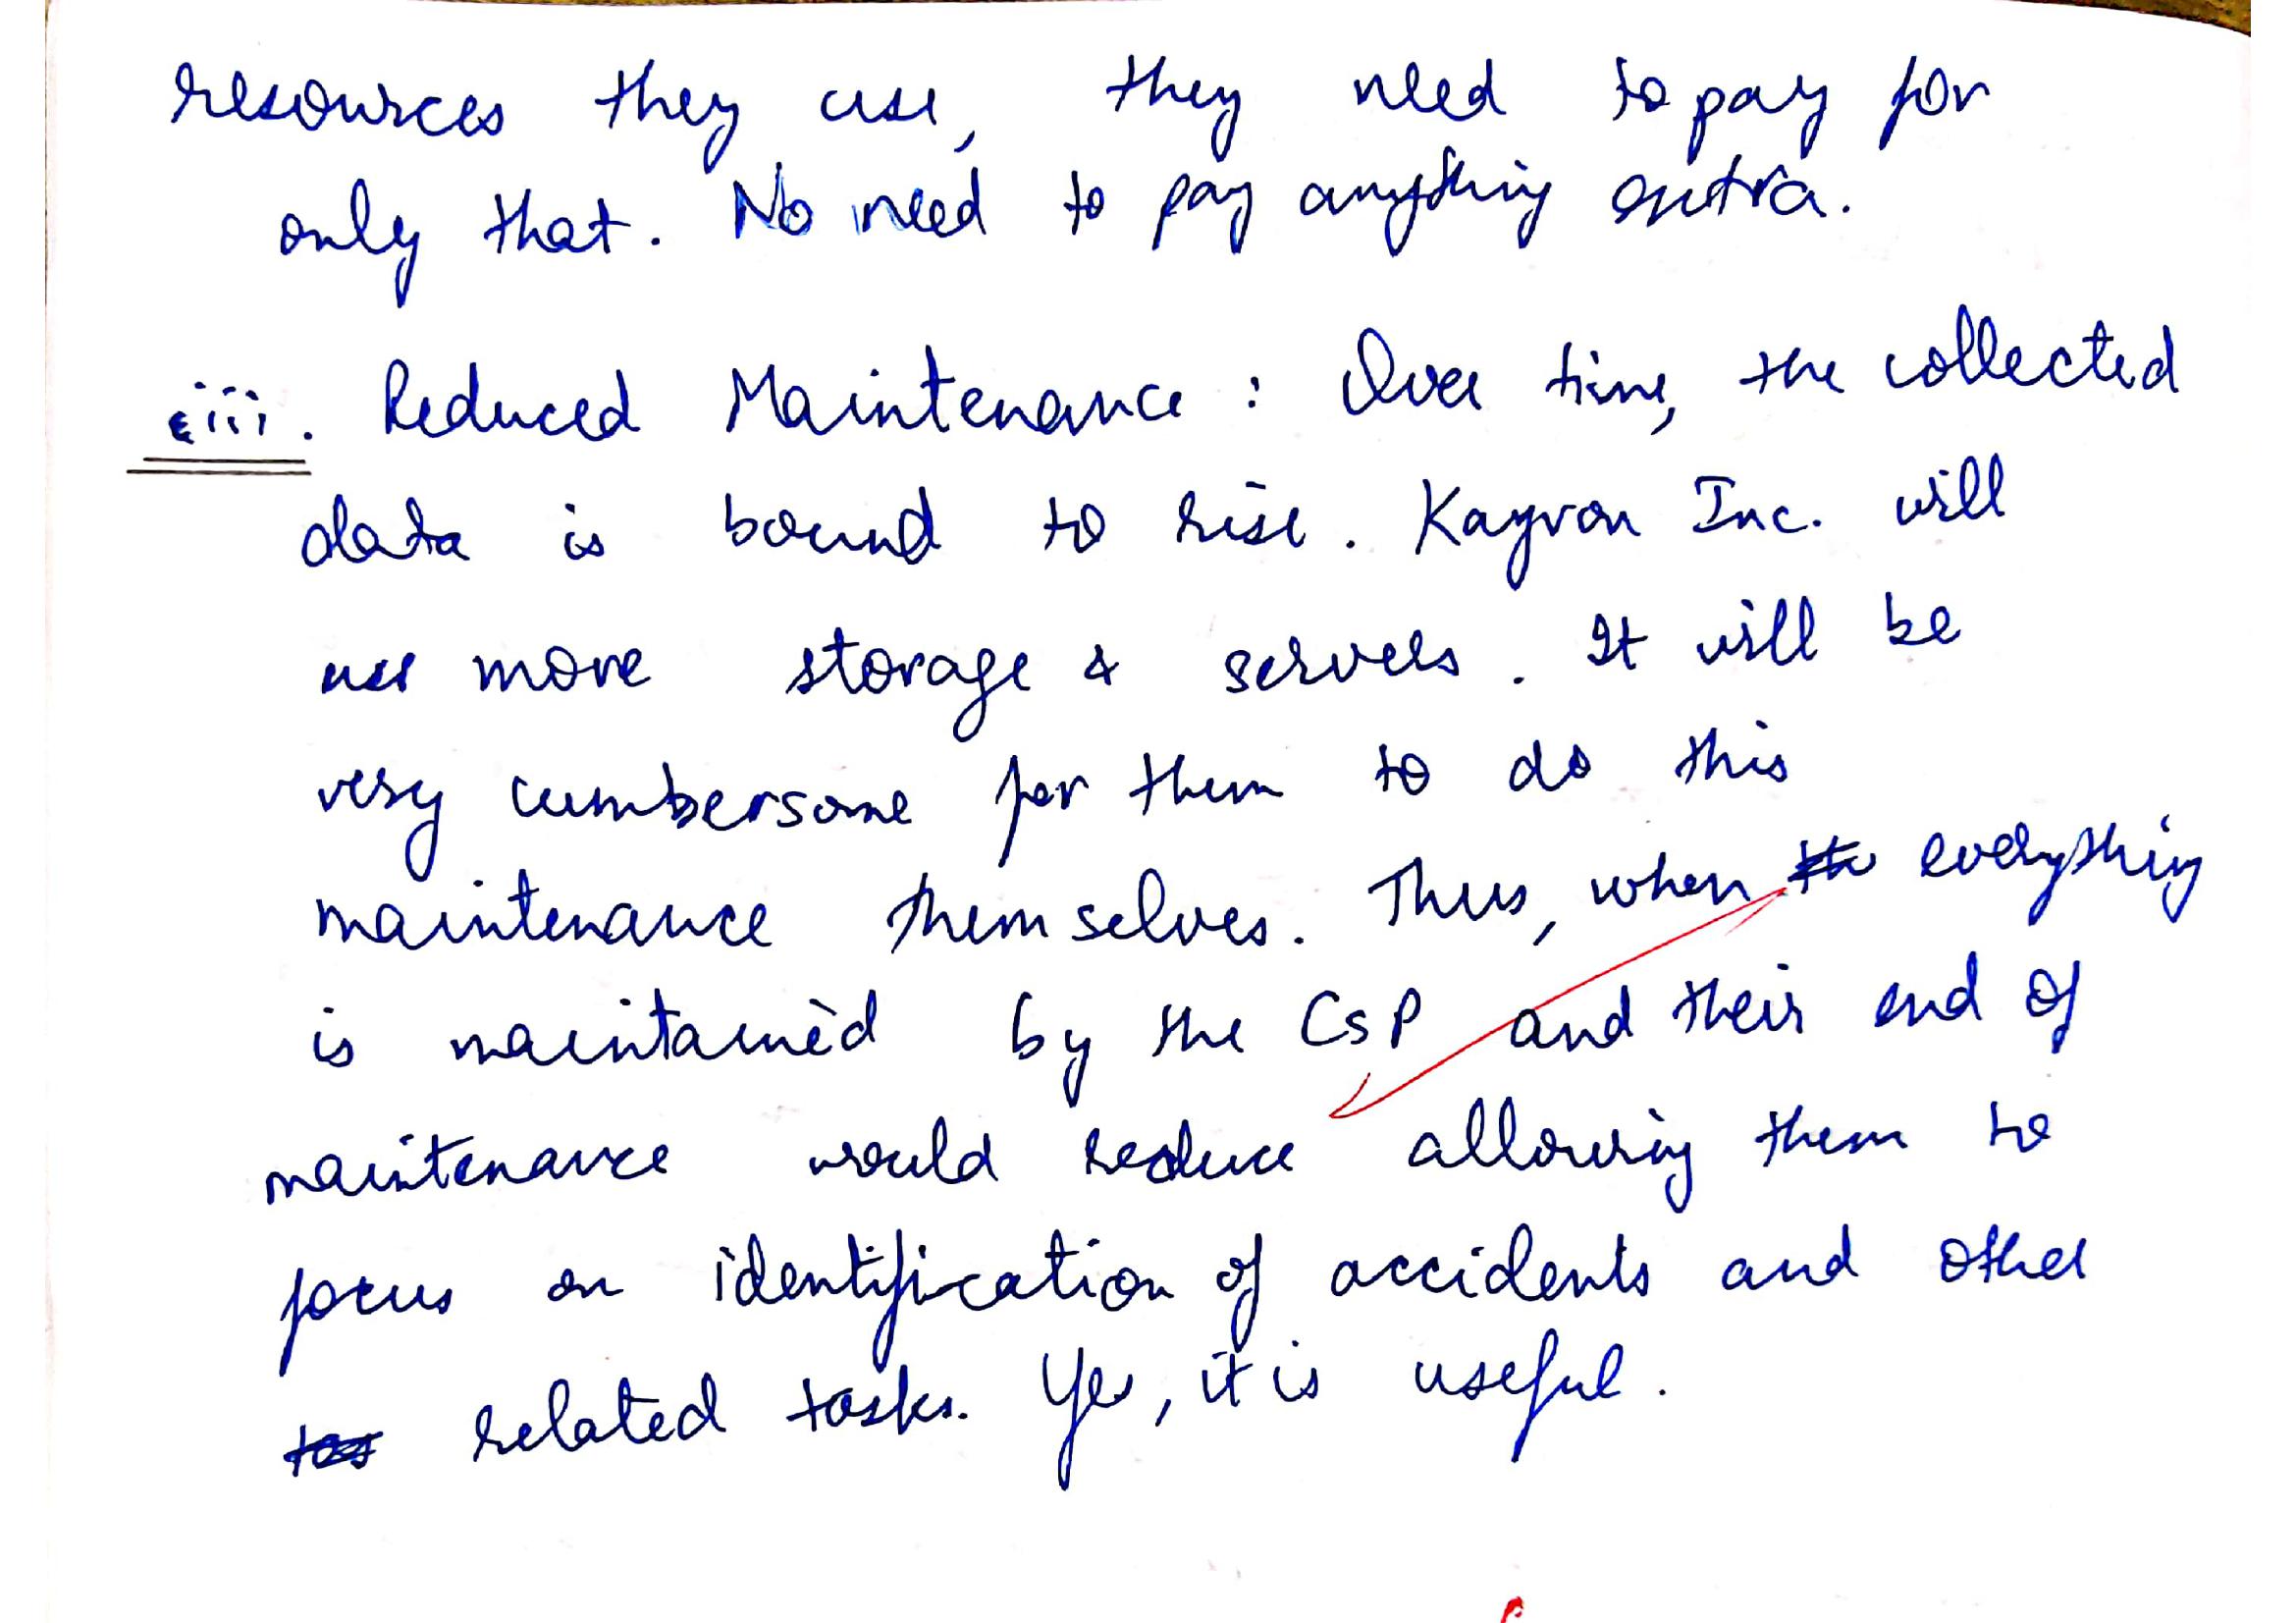 resources they use, they need to pay for
only that. No need to pay anything extra.
iii. Reduced Maintenance : Over time, the collected
data is bound to rise. Kayvon Inc. will
use more storage & servers. It will be
very cumbersome for them to do this
maintenance themselves. Thus, when everything
is maintained by the CSP and their end of
maintenance would reduce allowing them to
focus on identification of accidents and other
related tasks. Yes, it is useful.